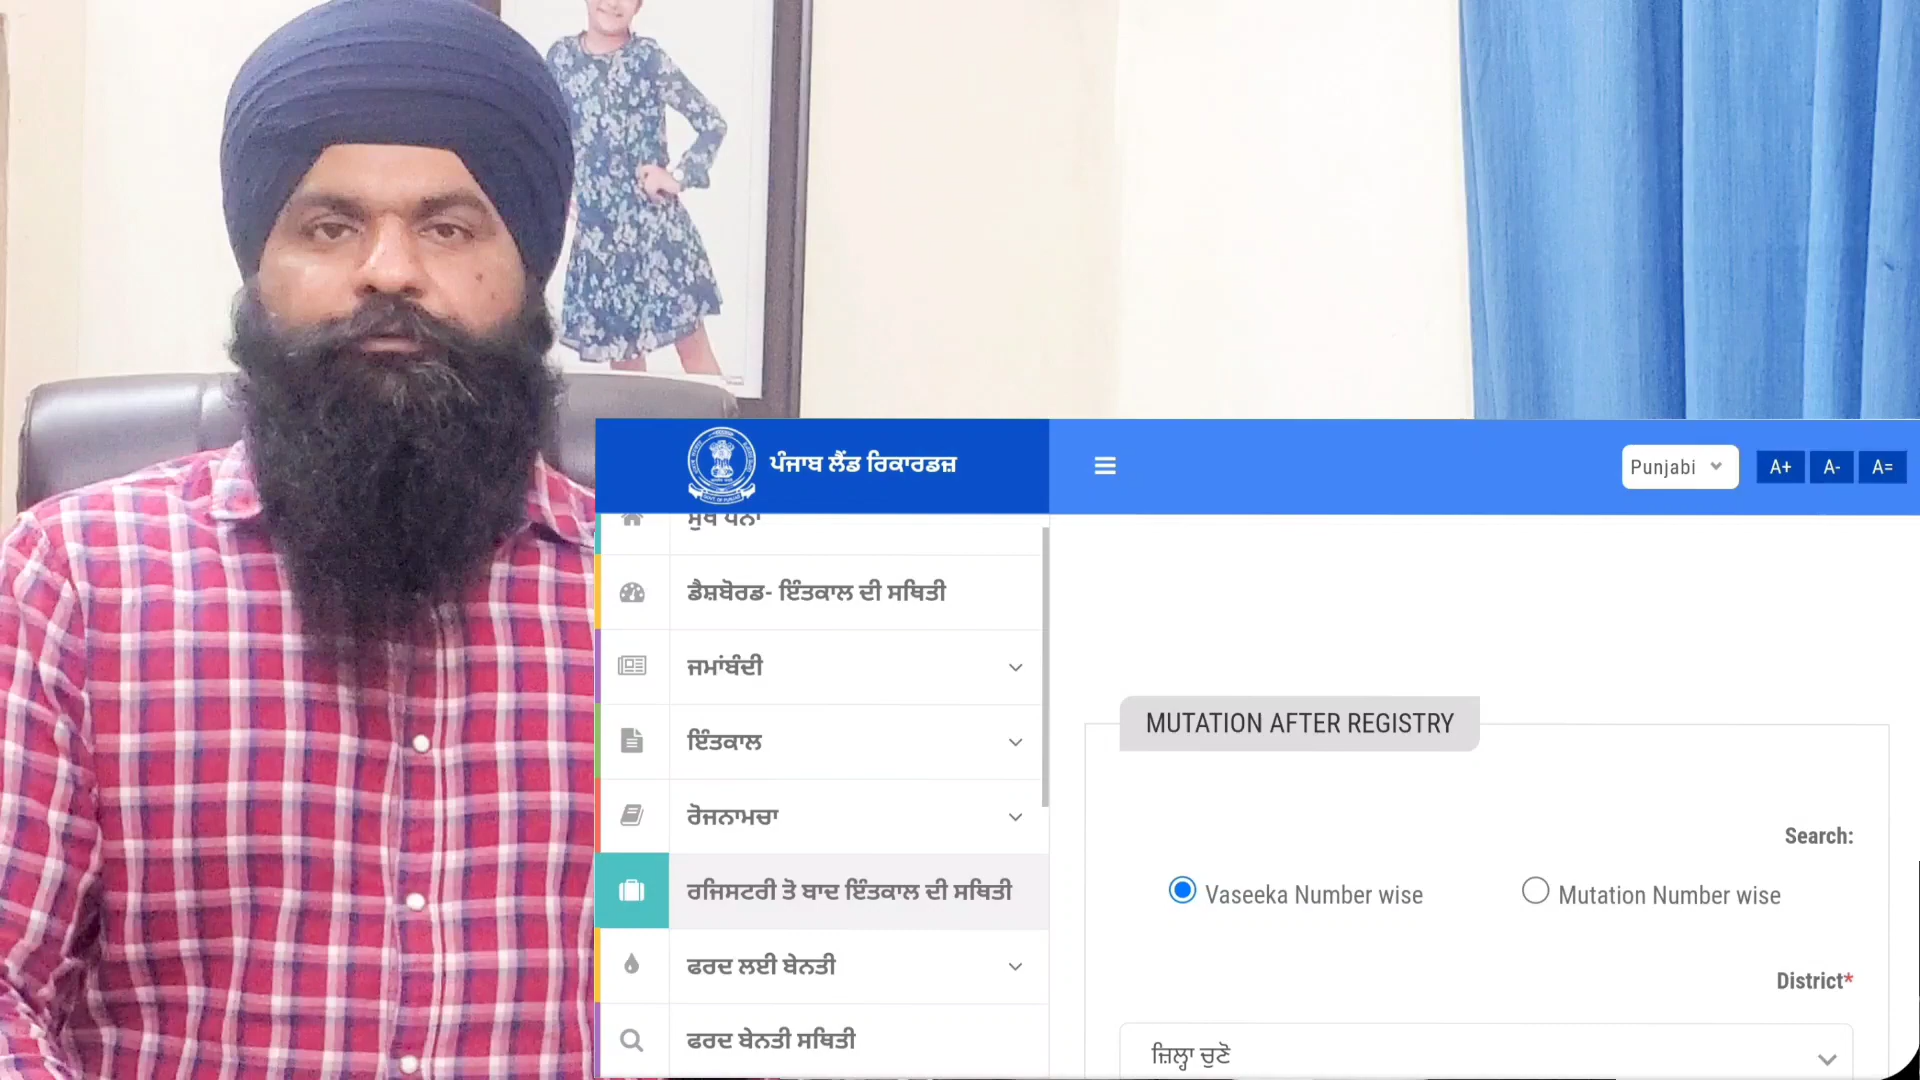 ਪੰਜਾਬ ਲੈਂਡ ਰਿਕਾਰਡਜ਼
Punjabi
A+ A- A=
ਮੁੱਖ ਪੰਨਾ
ਡੈਸ਼ਬੋਰਡ- ਇੰਤਕਾਲ ਦੀ ਸਥਿਤੀ
ਜਮਾਂਬੰਦੀ
ਇੰਤਕਾਲ
ਰੋਜਨਾਮਚਾ
ਰਜਿਸਟਰੀ ਤੋ ਬਾਦ ਇੰਤਕਾਲ ਦੀ ਸਥਿਤੀ
ਫਰਦ ਲਈ ਬੇਨਤੀ
ਫਰਦ ਬੇਨਤੀ ਸਥਿਤੀ
MUTATION AFTER REGISTRY
Search:
Vaseeka Number wise
Mutation Number wise
District*
ਜ਼ਿਲ੍ਹਾ ਚੁਣੋ